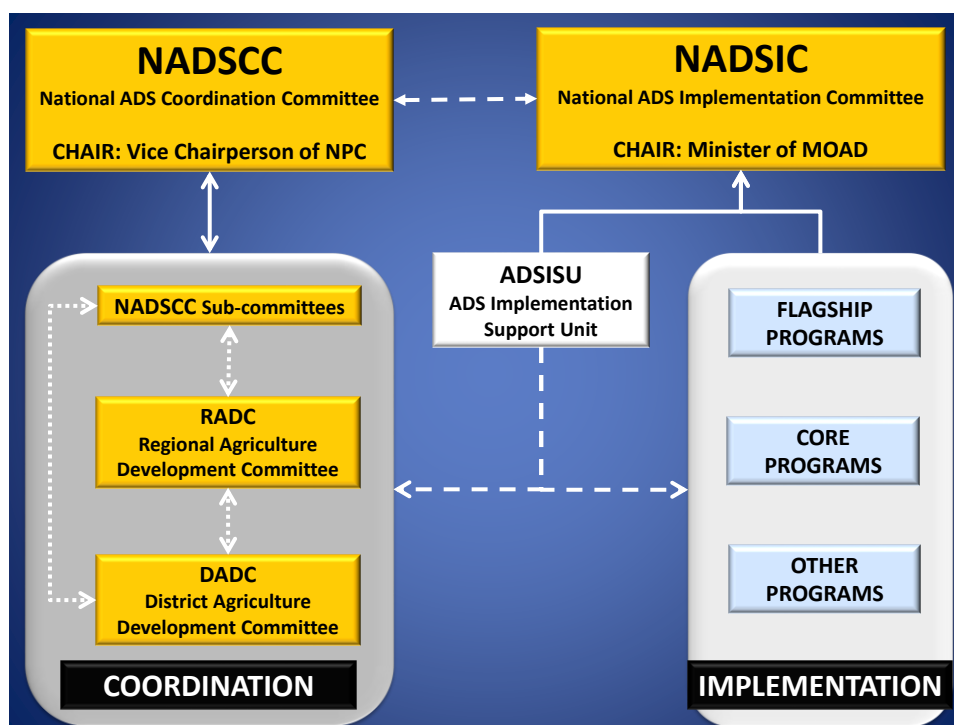 NADSCC
National ADS Coordination Committee
CHAIR: Vice Chairperson of NPC
NADSIC
National ADS Implementation Committee
CHAIR: Minister of MOAD
NADSCC Sub-committees
RADC
Regional Agriculture
Development Committee
DADC
District Agriculture
Development Committee
COORDINATION
ADSISU
ADS Implementation
Support Unit
FLAGSHIP
PROGRAMS
CORE
PROGRAMS
OTHER
PROGRAMS
IMPLEMENTATION